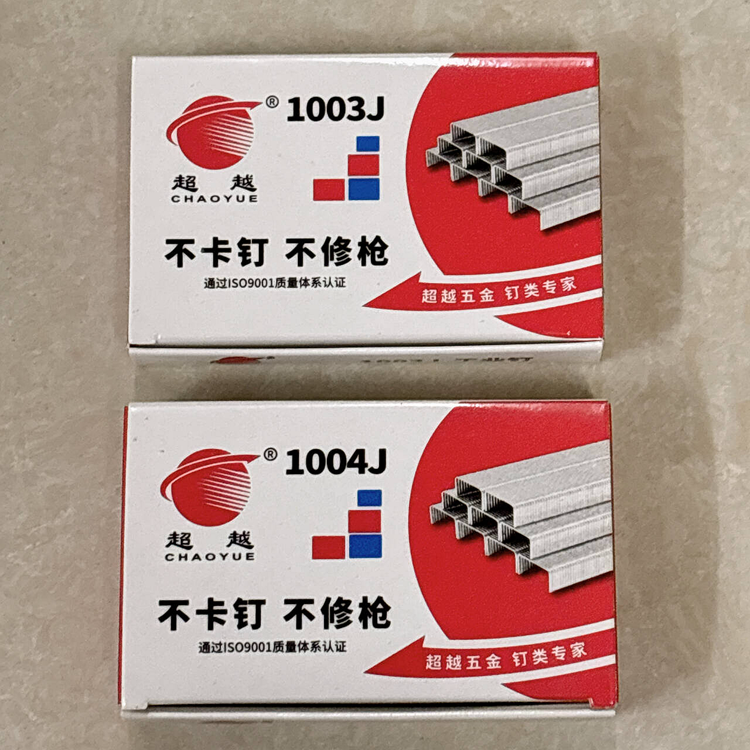 ® 1003J
超越
CHAOYUE
不卡钉 不修枪
通过ISO9001质量体系认证
超越五金 钉类专家
® 1004J
超越
CHAOYUE
不卡钉 不修枪
通过ISO9001质量体系认证
超越五金 钉类专家